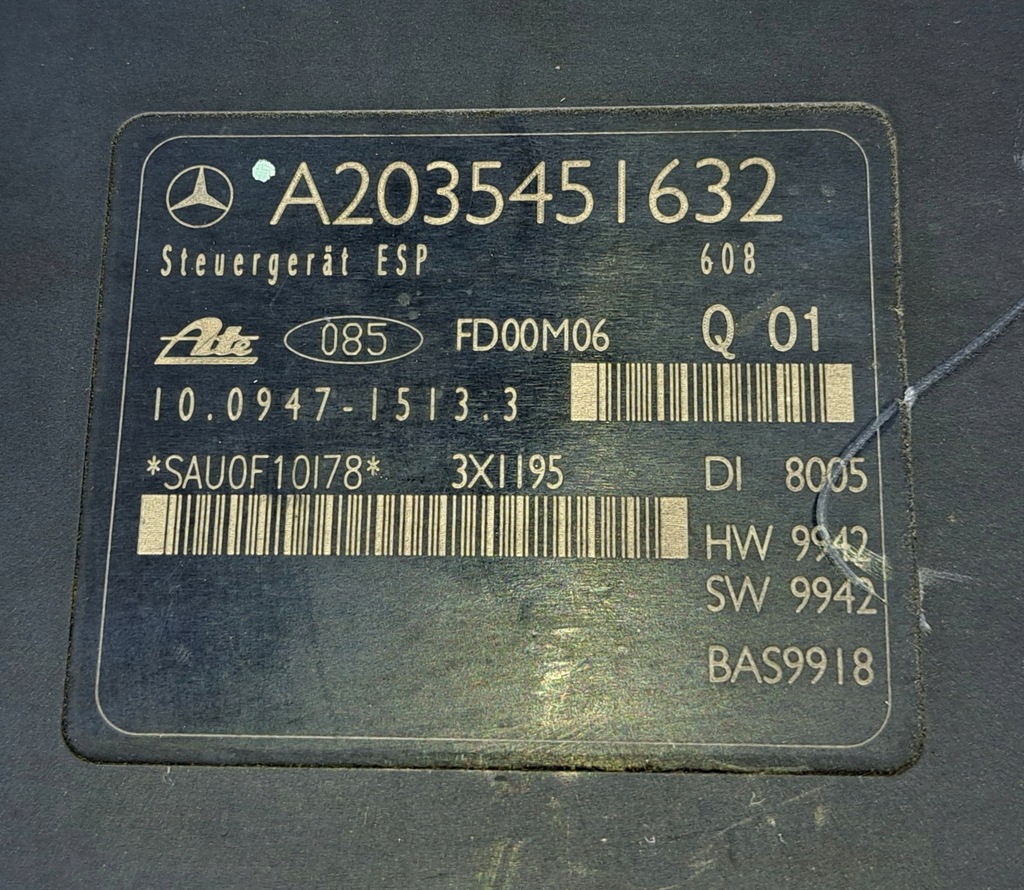 A2035451632
Steuergerät ESP 608
Ate 085 FD00M06 Q 01
10.0947-1513.3
*SAU0F10178* 3X1195 DI 8005
HW 9942
SW 9942
BAS9918